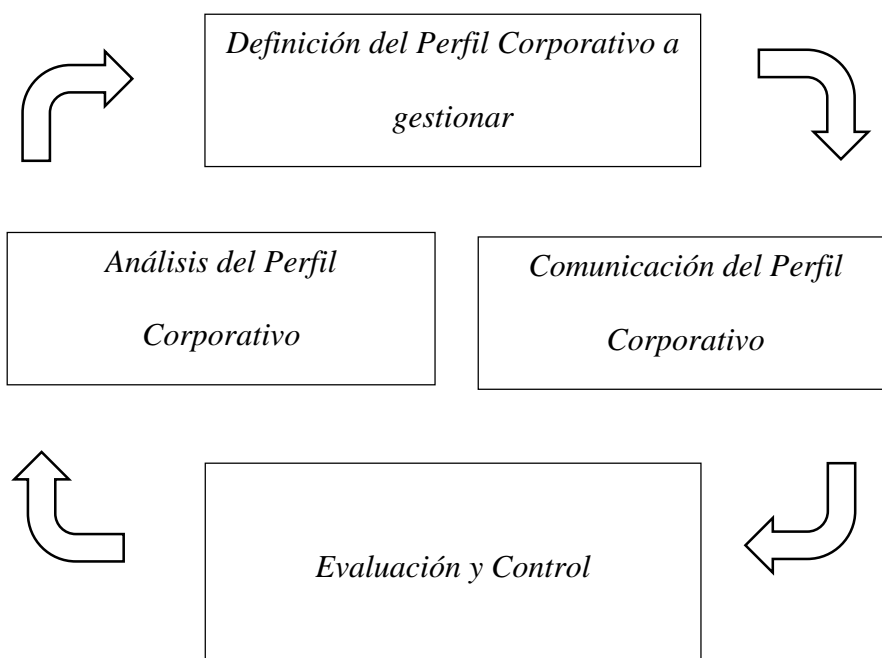 Definición del Perfil Corporativo a
gestionar
Análisis del Perfil
Corporativo
Comunicación del Perfil
Corporativo
Evaluación y Control